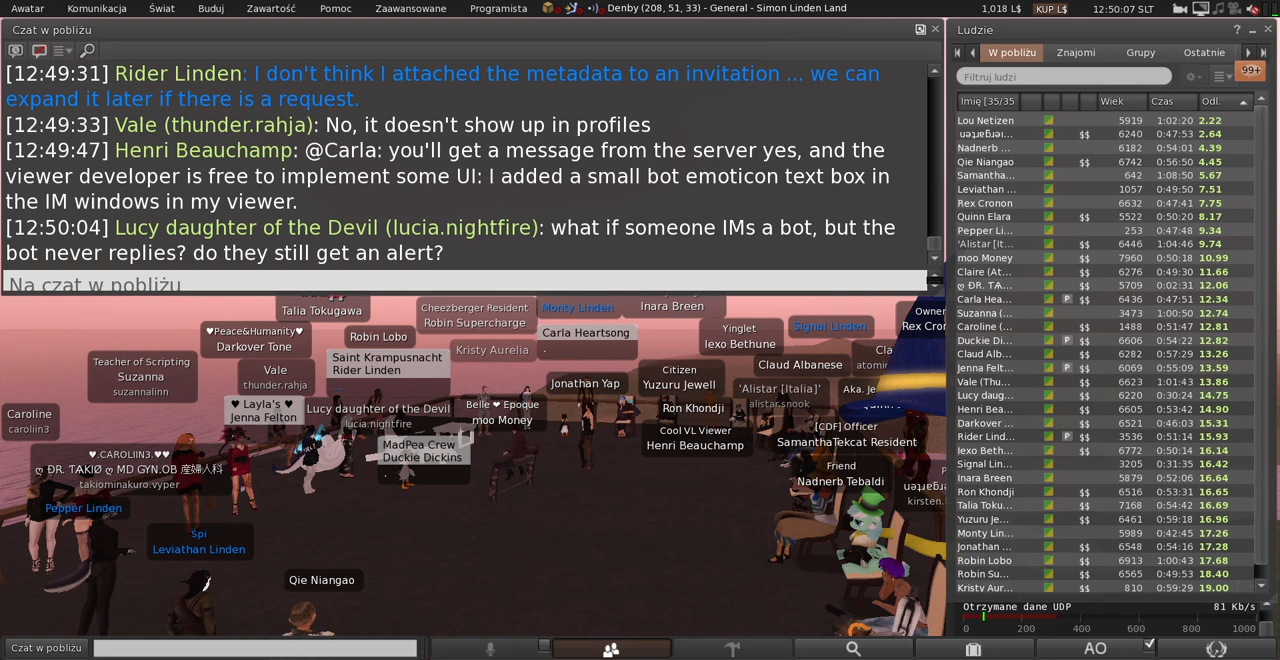 Awatar Komunikacja Świat Buduj Zawartość Pomoc Zaawansowane Programista Denby (208, 51, 33) - General - Simon Linden Land 1,018 L$ KUP L$ 12:50:07 SLT
Czat w pobliżu
[12:49:31] Rider Linden: I don't think I attached the metadata to an invitation ... we can
expand it later if there is a request.
[12:49:33] Vale (thunder.rahja): No, it doesn't show up in profiles
[12:49:47] Henri Beauchamp: @Carla: you'll get a message from the server yes, and the
viewer developer is free to implement some UI: I added a small bot emoticon text box in
the IM windows in my viewer.
[12:50:04] Lucy daughter of the Devil (lucia.nightfire): what if someone IMs a bot, but the
bot never replies? do they still get an alert?
Na czat w pobliżu
Talia Tokugawa
Cheezberger Resident
Robin Supercharge
Monty Linden
Inara Breen
Carla Heartsong
.
Yinglet
Iexo Bethune
Signal Linden
Owner
Rex Cron
♥Peace&Humanity♥
Darkover Tone
Robin Lobo
Saint Krampusnacht
Rider Linden
Kristy Aurelia
Claud Albanese
Cla
atomic
Teacher of Scripting
Suzanna
suzannalinn
Vale
thunder.rahja
Jonathan Yap
Citizen
Yuzuru Jewell
'Alistar [Italia]'
alistar.snook
Aka. Je
Caroline
caroliin3
♥ Layla's ♥
Jenna Felton
Lucy daughter of the Devil
lucia.nightfire
Belle ❤ Epoque
moo Money
Ron Khondji
MadPea Crew
Duckie Dickins
.
Cool VL Viewer
Henri Beauchamp
[CDF] Officer
SamanthaTekcat Resident
♥.CAROLIIN3.♥♥
ღ ĐR. ƬAKIØ ღ MD GYN.OB 産婦人科
takiominakuro.vyper
Friend
Nadnerb Tebaldi
kirsten.
Pepper Linden
Śpi
Leviathan Linden
Qie Niangao
Czat w pobliżu
Ludzie
W pobliżu Znajomi Grupy Ostatnie
Filtruj ludzi
99+
Imię [35/35 Wiek Czas Odl.
Lou Netizen 5919 1:02:20 2.22
$$ 6240 0:47:53 2.64
Nadnerb ... 6182 0:54:01 4.39
Qie Niangao $$ 6742 0:56:50 4.45
Samantha... 642 1:08:50 5.67
Leviathan ... 1057 0:49:50 7.51
Rex Cronon 6632 0:47:41 7.75
Quinn Elara $$ 5522 0:50:20 8.17
Pepper Li... 253 0:47:48 9.34
'Alistar [It... $$ 6446 1:04:46 9.74
moo Money $$ 7960 0:50:18 10.99
Claire (At... $$ 6276 0:49:30 11.66
ღ ĐR. ƬA... $$ 5709 0:02:31 12.06
Carla Hea... P $$ 6436 0:47:51 12.34
Suzanna (... 3473 1:00:50 12.74
Caroline (... $$ 1488 0:51:47 12.81
Duckie Di... P $$ 6606 0:54:22 12.82
Claud Alb... $$ 6282 0:57:29 13.26
Jenna Felt... P $$ 6069 0:55:09 13.59
Vale (Thu... $$ 6623 1:01:43 13.86
Lucy daug... $$ 6220 0:30:24 14.75
Henri Bea... $$ 6605 0:53:42 14.90
Darkover ... $$ 6521 0:46:03 15.31
Rider Lind... P $$ 3536 0:51:14 15.93
Iexo Beth... $$ 6772 0:50:14 16.14
Signal Lin... 3205 0:31:35 16.42
Inara Breen 5879 0:52:06 16.64
Ron Khondji $$ 6516 0:53:31 16.65
Talia Toku... $$ 7168 0:54:42 16.69
Yuzuru Je... $$ 6461 0:59:18 16.96
Monty Lin... 5989 0:42:45 17.26
Jonathan ... $$ 6548 0:54:16 17.28
Robin Lobo $$ 6913 1:00:43 17.68
Robin Su... $$ 6565 0:49:53 18.40
Kristy Aur... $$ 810 0:59:29 19.00
Otrzymane dane UDP 81 Kb/s
0 200 400 600 800 1000
AO